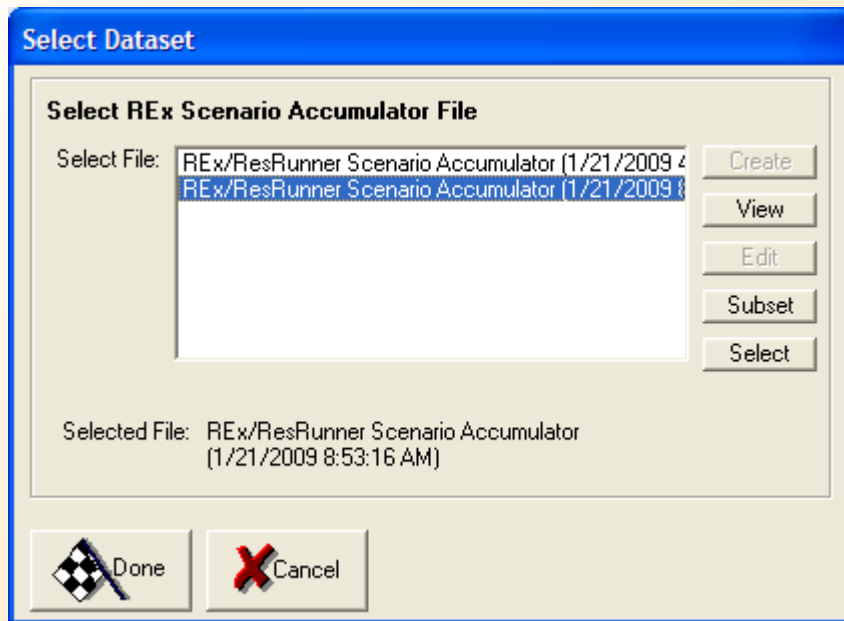 Select Dataset
Select REx Scenario Accumulator File
Select File:
REx/ResRunner Scenario Accumulator (1/21/2009 4
REx/ResRunner Scenario Accumulator (1/21/2009 8
Create
View
Edit
Subset
Select
Selected File: REx/ResRunner Scenario Accumulator
(1/21/2009 8:53:16 AM)
Done
Cancel